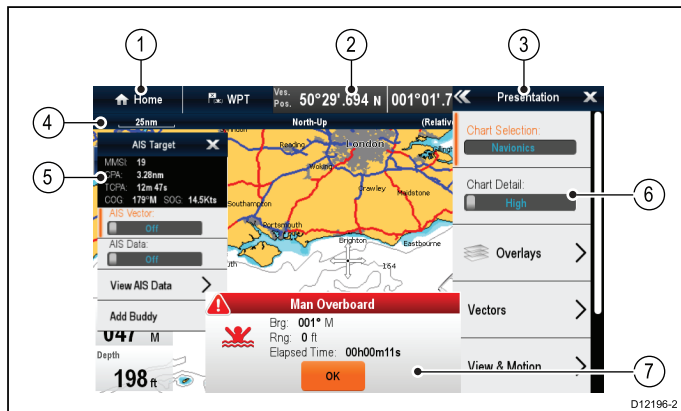 1
2
3
Home
WPT
Ves. Pos. 50°29'.694 N
001°01'.7
Presentation
4
25nm
North-Up
(Relative
AIS Target
5
MMSI: 19
CPA: 3.28nm
TCPA: 12m 47s
COG 179°M SOG: 14.5Kts
AIS Vector:
Off
AIS Data:
Off
View AIS Data
Add Buddy
Reading
London
Woking
Crawley
Maidstone
Southampton
Portsmouth
Brighton
Eastbourne
164
Chart Selection:
Navionics
Chart Detail:
High
6
Overlays
Vectors
View & Motion
Man Overboard
Brg: 001° M
Rng: 0 ft
Elapsed Time: 00h00m11s
OK
7
047 M
Depth
198 ft
D12196-2